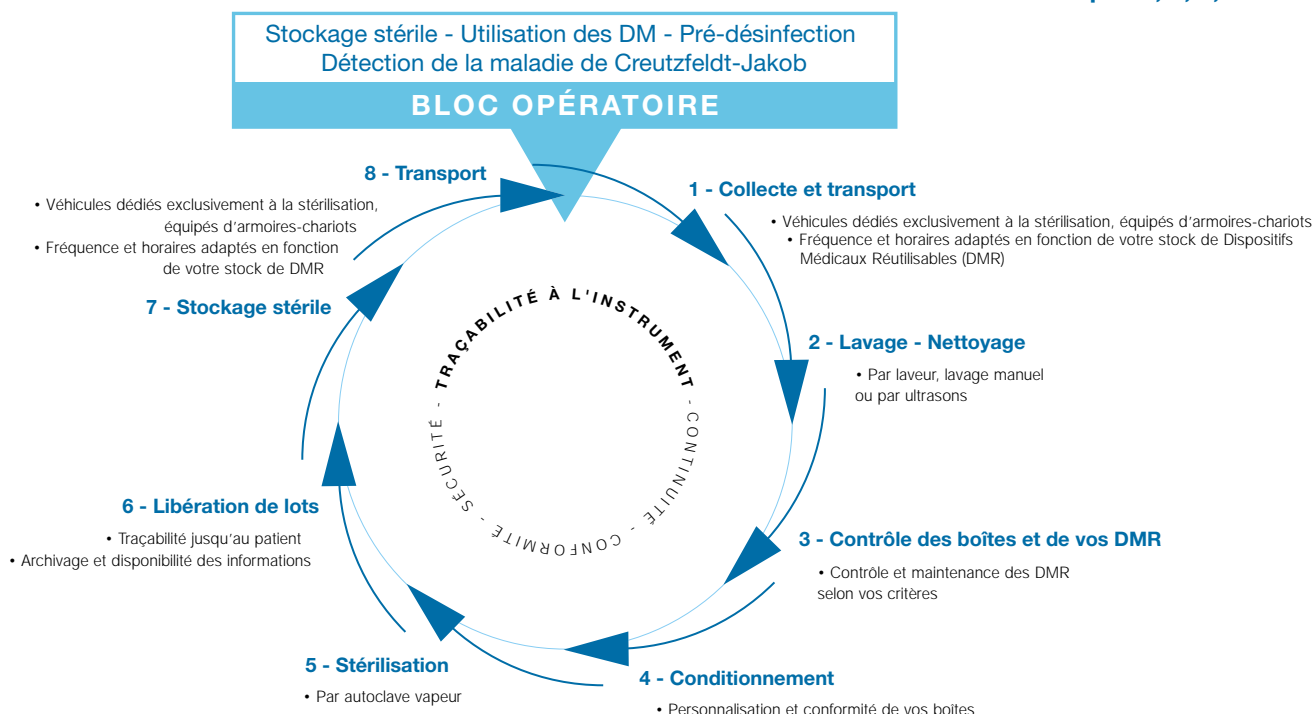 Stockage stérile - Utilisation des DM - Pré-désinfection
Détection de la maladie de Creutzfeldt-Jakob
BLOC OPÉRATOIRE
8 - Transport
• Véhicules dédiés exclusivement à la stérilisation,
équipés d'armoires-chariots
• Fréquence et horaires adaptés en fonction
de votre stock de DMR
1 - Collecte et transport
• Véhicules dédiés exclusivement à la stérilisation, équipés d'armoires-chariots
• Fréquence et horaires adaptés en fonction de votre stock de Dispositifs
Médicaux Réutilisables (DMR)
7 - Stockage stérile
TRAÇABILITÉ À L'INSTRUMENT - CONTINUITÉ - CONFORMITÉ - SÉCURITÉ -
2 - Lavage - Nettoyage
• Par laveur, lavage manuel
ou par ultrasons
6 - Libération de lots
• Traçabilité jusqu'au patient
• Archivage et disponibilité des informations
3 - Contrôle des boîtes et de vos DMR
• Contrôle et maintenance des DMR
selon vos critères
5 - Stérilisation
• Par autoclave vapeur
4 - Conditionnement
• Personnalisation et conformité de vos boîtes